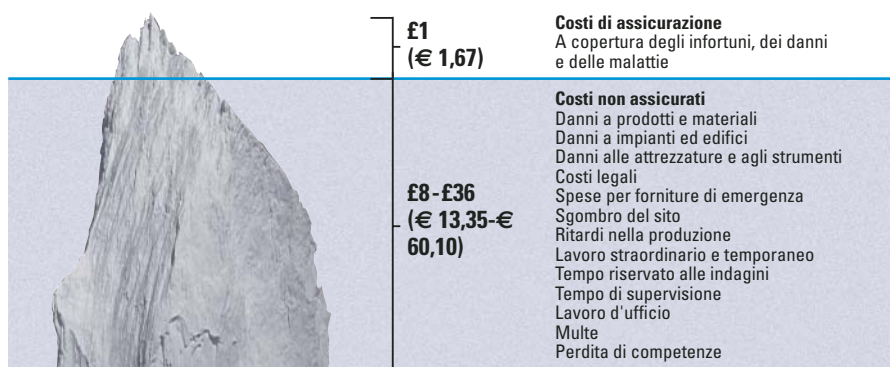 £1
(€ 1,67)
Costi di assicurazione
A copertura degli infortuni, dei danni
e delle malattie
£8-£36
(€ 13,35-€
60,10)
Costi non assicurati
Danni a prodotti e materiali
Danni a impianti ed edifici
Danni alle attrezzature e agli strumenti
Costi legali
Spese per forniture di emergenza
Sgombro del sito
Ritardi nella produzione
Lavoro straordinario e temporaneo
Tempo riservato alle indagini
Tempo di supervisione
Lavoro d'ufficio
Multe
Perdita di competenze